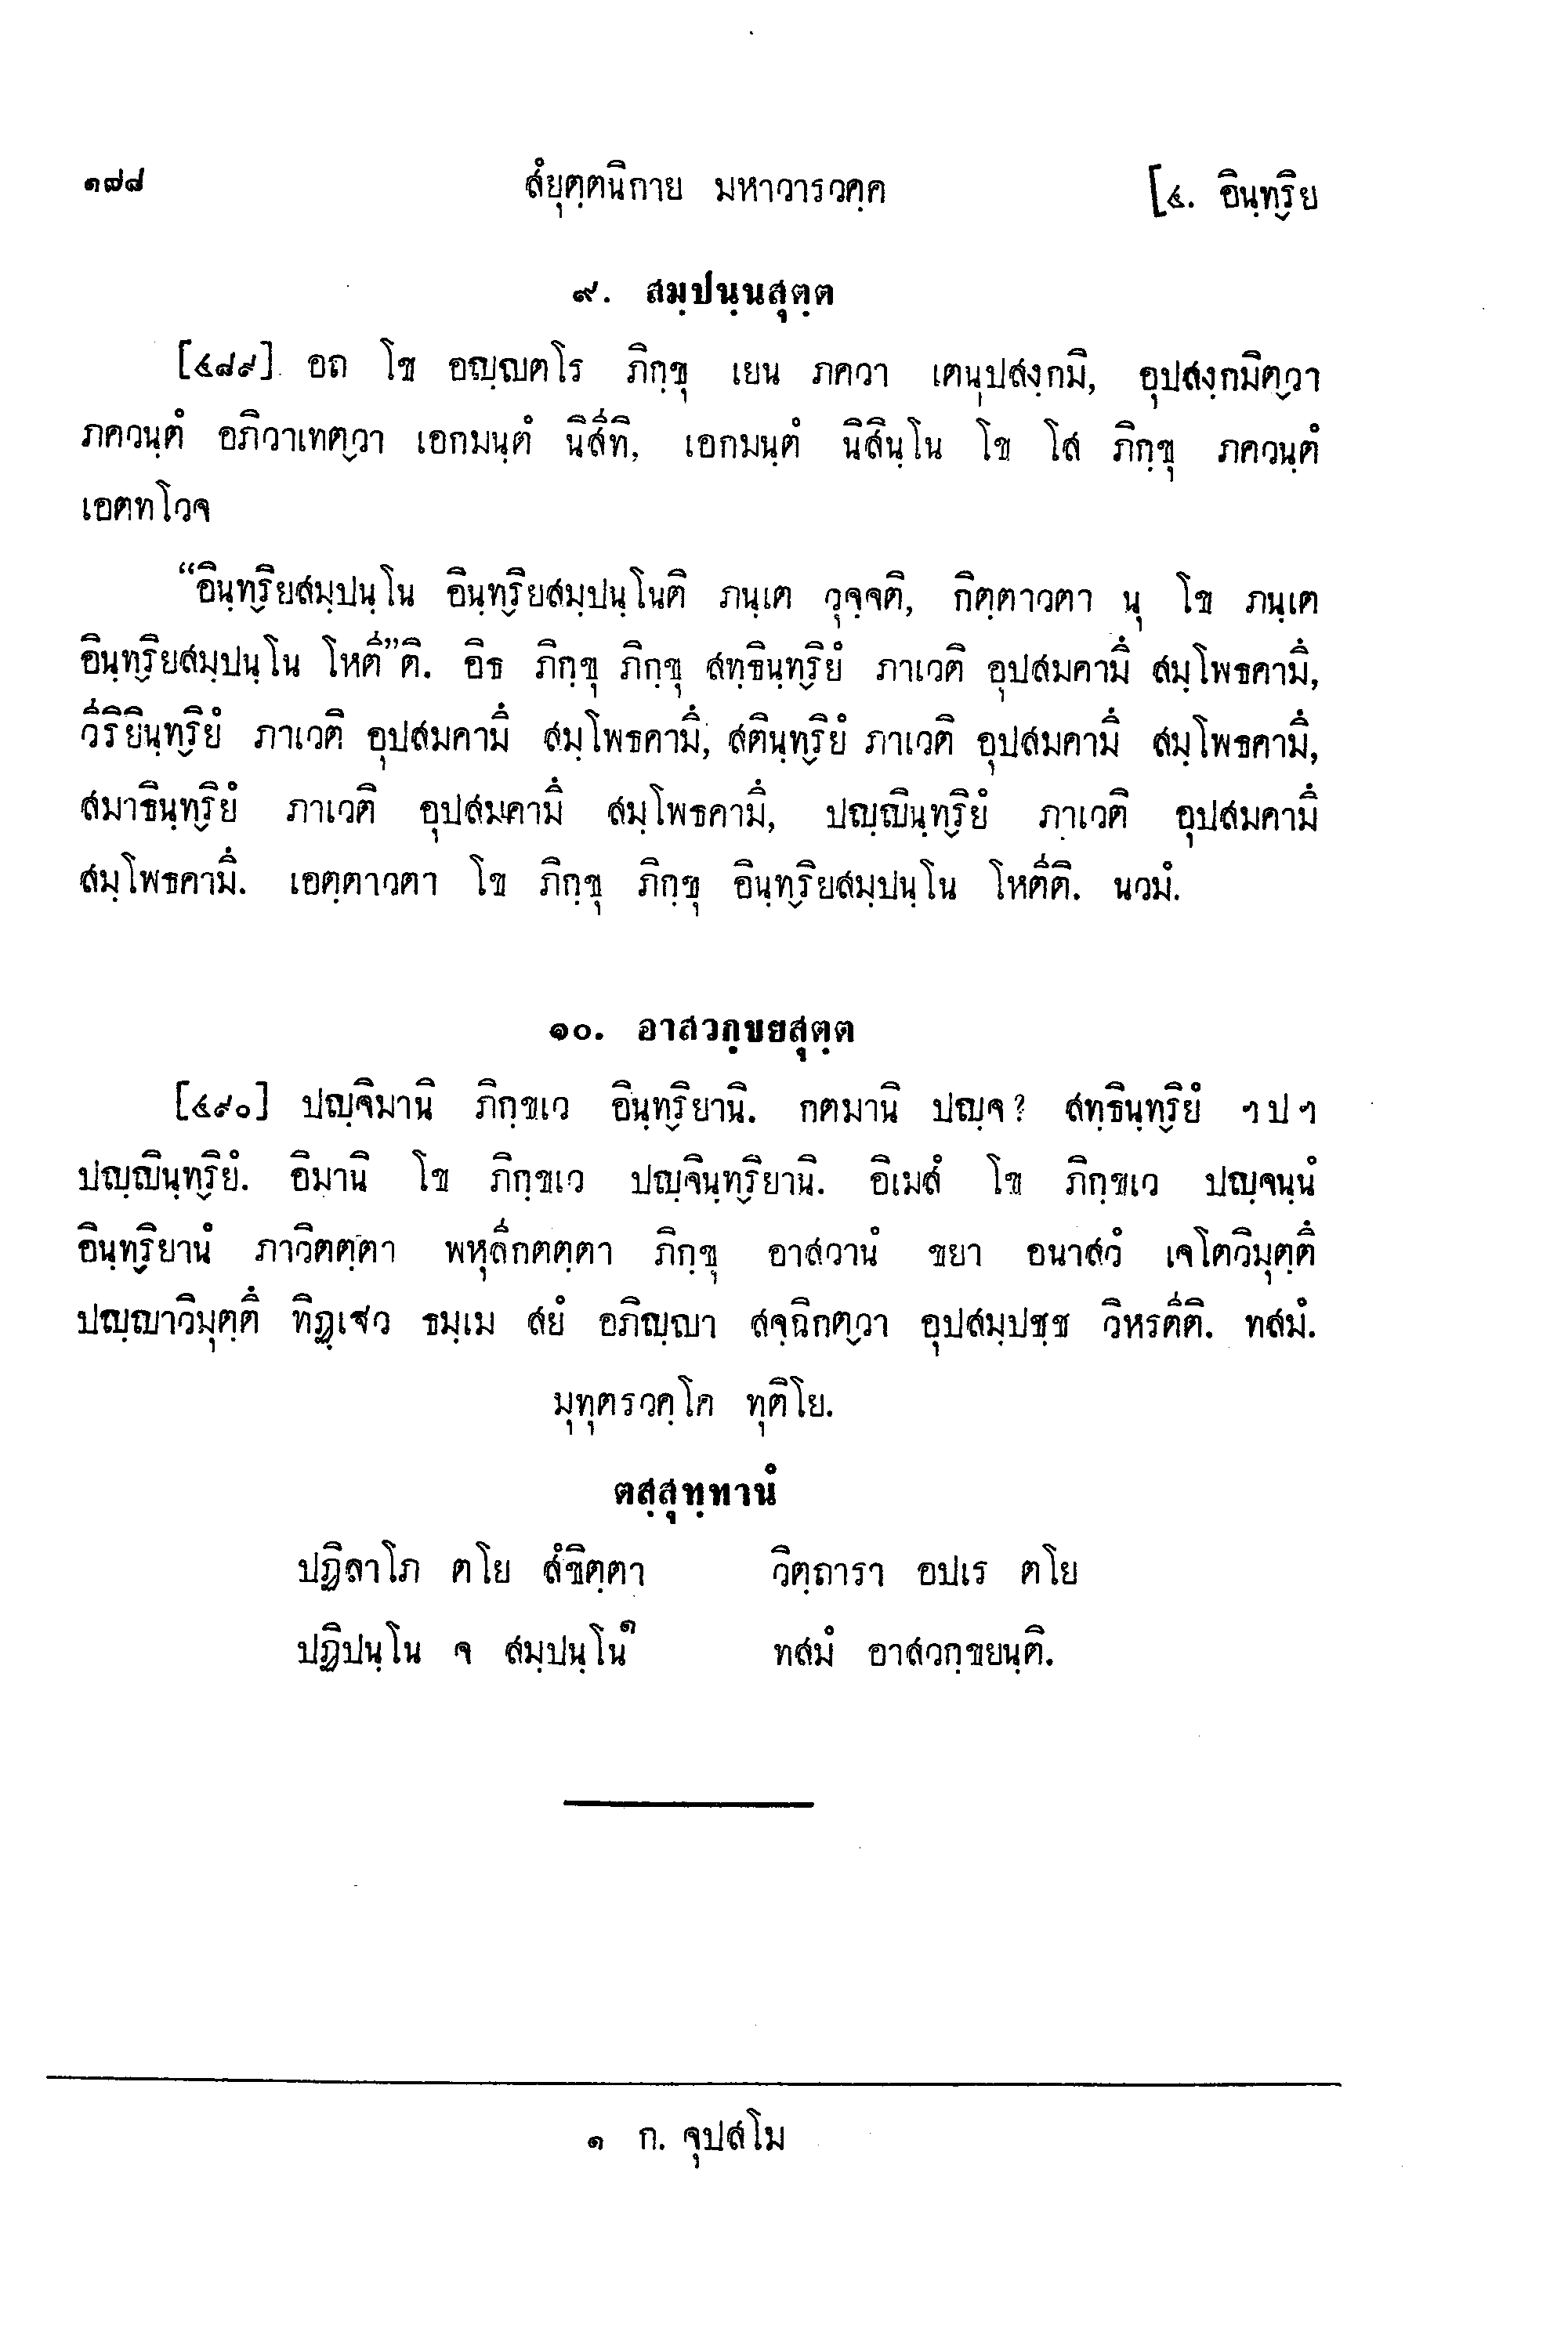 ๑๗๘ สํยุตฺตนิกาย มหาวารวคฺค [๔. อินฺทฺริย
๙. สมฺปนฺนสุตฺต
[๔๘๙] อถ โข อญฺญตโร ภิกฺขุ เยน ภควา เตนุปสงฺกมิ, อุปสงฺกมิตฺวา
ภควนฺตํ อภิวาเทตฺวา เอกมนฺตํ นิสีทิ, เอกมนฺตํ นิสินฺโน โข โส ภิกฺขุ ภควนฺตํ
เอตทโวจ
“อินฺทฺริยสมฺปนฺโน อินฺทฺริยสมฺปนฺโนติ ภนฺเต วุจฺจติ, กิตฺตาวตา นุ โข ภนฺเต
อินฺทฺริยสมฺปนฺโน โหตี”ติ. อิธ ภิกฺขุ ภิกฺขุ สทฺธินฺทฺริยํ ภาเวติ อุปสมคามึ สมฺโพธคามึ,
วีริยินฺทฺริยํ ภาเวติ อุปสมคามึ สมฺโพธคามึ, สตินฺทฺริยํ ภาเวติ อุปสมคามึ สมฺโพธคามึ,
สมาธินฺทฺริยํ ภาเวติ อุปสมคามึ สมฺโพธคามึ, ปญฺญินฺทฺริยํ ภาเวติ อุปสมคามึ
สมฺโพธคามึ. เอตฺตาวตา โข ภิกฺขุ ภิกฺขุ อินฺทฺริยสมฺปนฺโน โหตีติ. นวมํ.
๑๐. อาสวกฺขยสุตฺต
[๔๙๐] ปญฺจิมานิ ภิกฺขเว อินฺทฺริยานิ. กตมานิ ปญฺจ? สทฺธินฺทฺริยํ ฯปฯ
ปญฺญินฺทฺริยํ. อิมานิ โข ภิกฺขเว ปญฺจินฺทฺริยานิ. อิเมสํ โข ภิกฺขเว ปญฺจนฺนํ
อินฺทฺริยานํ ภาวิตตฺตา พหุลีกตตฺตา ภิกฺขุ อาสวานํ ขยา อนาสวํ เจโตวิมุตฺตึ
ปญฺญาวิมุตฺตึ ทิฏฺเฐว ธมฺเม สยํ อภิญฺญา สจฺฉิกตฺวา อุปสมฺปชฺช วิหรตีติ. ทสมํ.
มุทุตรวคฺโค ทุติโย.
ตสฺสุทฺทานํ
ปฏิลาโภ ตโย สํขิตฺตา วิตฺถารา อปเร ตโย
ปฏิปนฺโน จ สมฺปนฺโน๑ ทสมํ อาสวกฺขยนฺติ.
๑ ก. จุปสโม